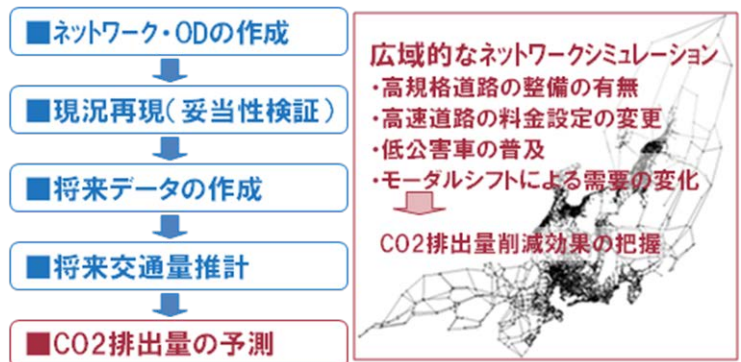 ■ネットワーク・ODの作成
■現況再現(妥当性検証)
■将来データの作成
■将来交通量推計
■CO2排出量の予測
広域的なネットワークシミュレーション
・高規格道路の整備の有無
・高速道路の料金設定の変更
・低公害車の普及
・モーダルシフトによる需要の変化
CO2排出量削減効果の把握